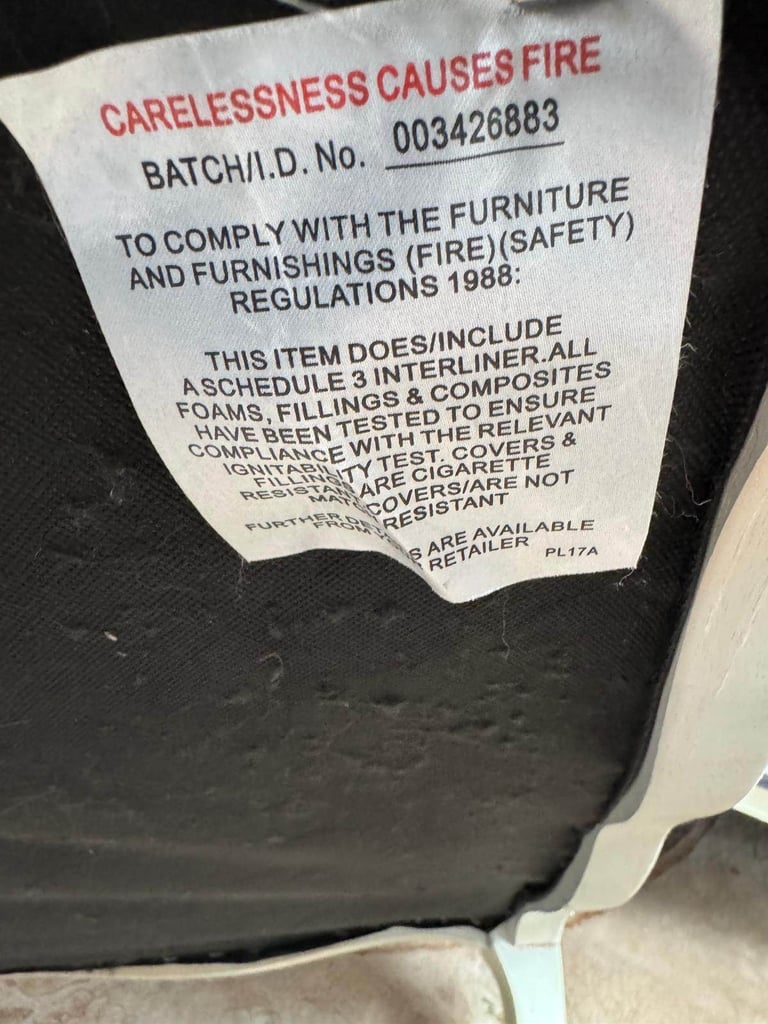 CARELESSNESS CAUSES FIRE
BATCH/I.D. No. 003426883
TO COMPLY WITH THE FURNITURE
AND FURNISHINGS (FIRE)(SAFETY)
REGULATIONS 1988:
THIS ITEM DOES/INCLUDE
A SCHEDULE 3 INTERLINER.ALL
FOAMS, FILLINGS & COMPOSITES
HAVE BEEN TESTED TO ENSURE
COMPLIANCE WITH THE RELEVANT
IGNITABILITY TEST. COVERS &
FILLINGS ARE CIGARETTE
RESISTANT COVERS/ARE NOT
RESISTANT
FURTHER ARE AVAILABLE
FROM RETAILER PL17A